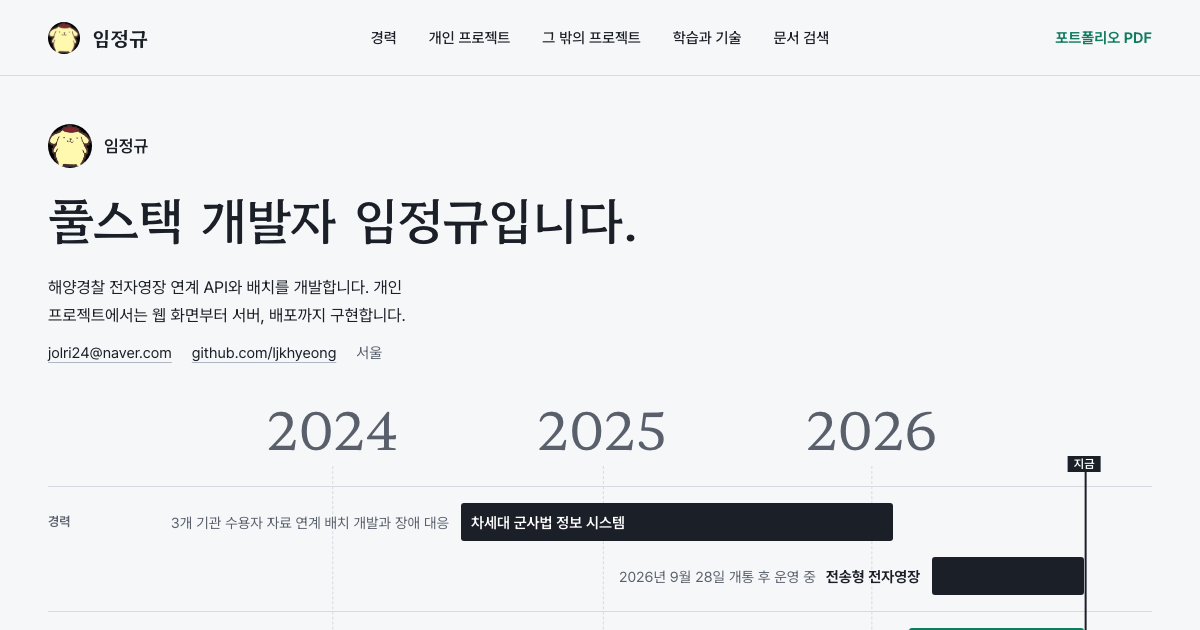 임정규
경력 개인 프로젝트 그 밖의 프로젝트 학습과 기술 문서 검색
포트폴리오 PDF
임정규
풀스택 개발자 임정규입니다.
해양경찰 전자영장 연계 API와 배치를 개발합니다. 개인
프로젝트에서는 웹 화면부터 서버, 배포까지 구현합니다.
jolri24@naver.com github.com/ljkhyeong 서울
2024 2025 2026
지금
경력
3개 기관 수용자 자료 연계 배치 개발과 장애 대응 차세대 군사법 정보 시스템
2026년 9월 28일 개통 후 운영 중 전송형 전자영장